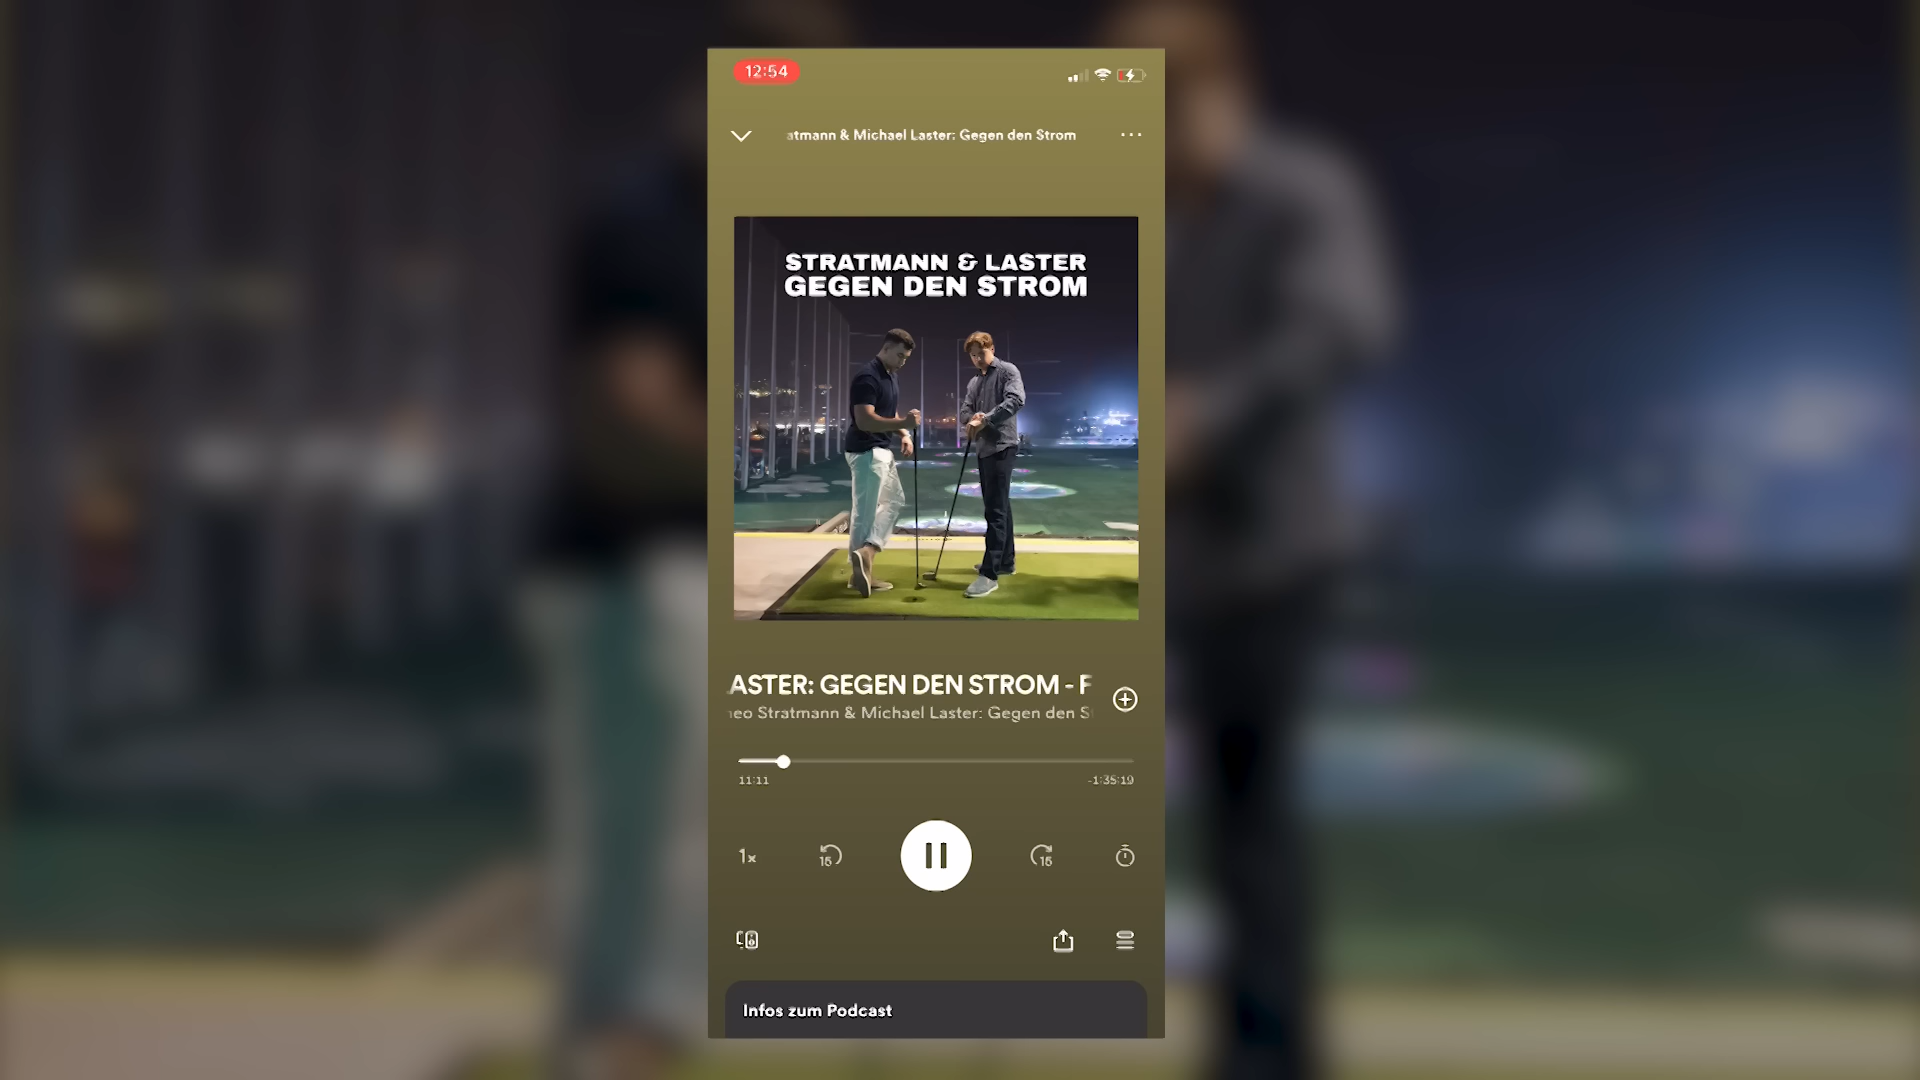 12:54
atmann & Michael Laster: Gegen den Strom
STRATMANN & LASTER
GEGEN DEN STROM
ASTER: GEGEN DEN STROM - F
neo Stratmann & Michael Laster: Gegen den S
11:11
-1:35:19
1x
15
15
Infos zum Podcast